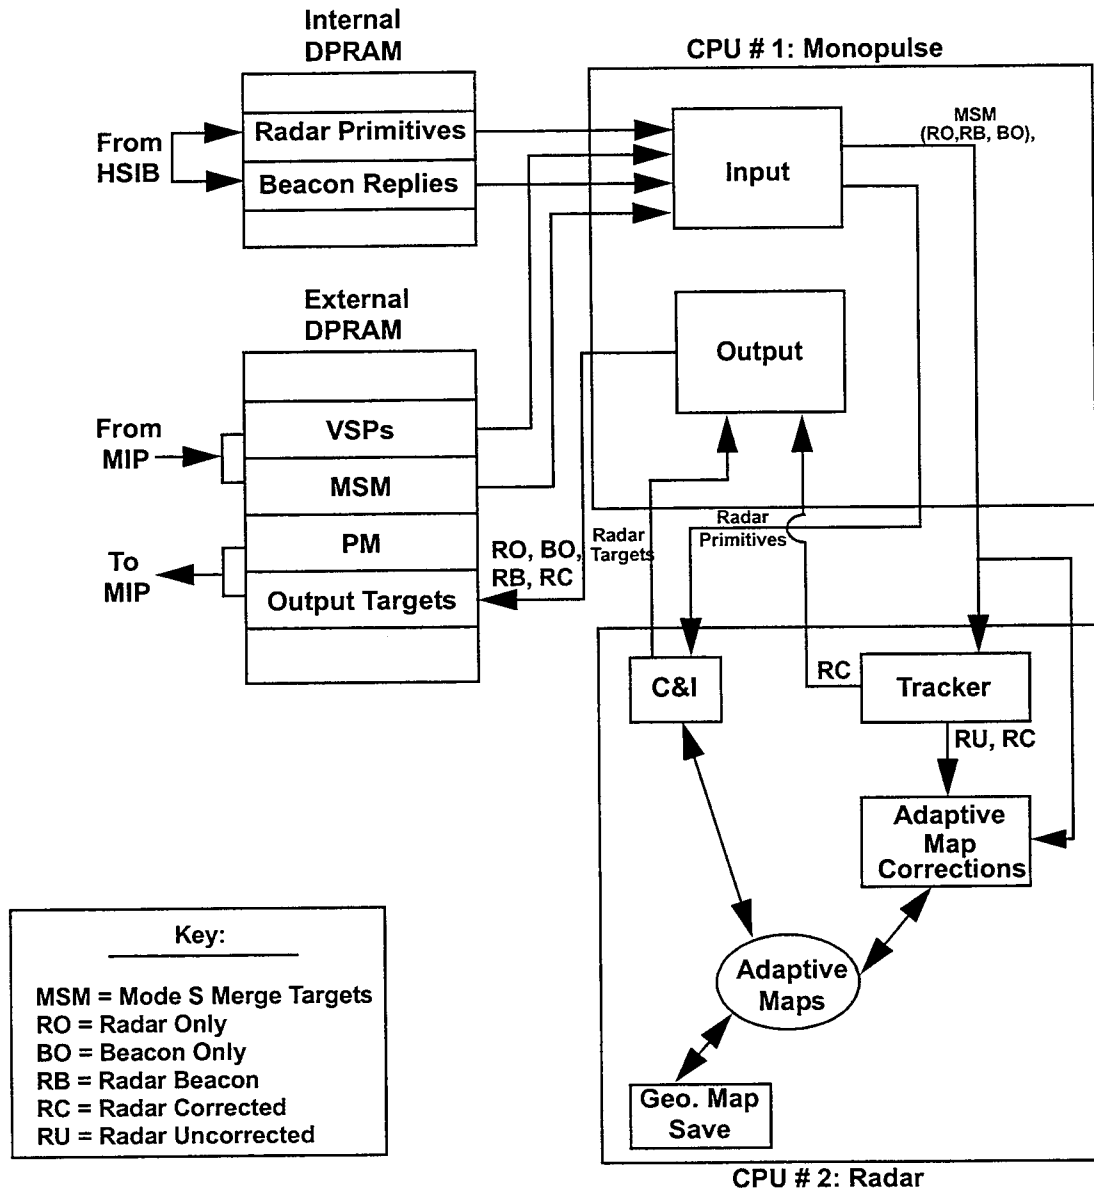 Internal
DPRAM
CPU # 1: Monopulse
From
HSIB
Radar Primitives
Beacon Replies
Input
MSM
(RO,RB, BO),
External
DPRAM
Output
From
MIP
VSPs
MSM
To
MIP
PM
Output Targets
RO, BO,
RB, RC
Radar
Targets
Radar
Primitives
C&I
RC
Tracker
RU, RC
Adaptive
Map
Corrections
Adaptive
Maps
Geo. Map
Save
CPU # 2: Radar
Key:
MSM = Mode S Merge Targets
RO = Radar Only
BO = Beacon Only
RB = Radar Beacon
RC = Radar Corrected
RU = Radar Uncorrected